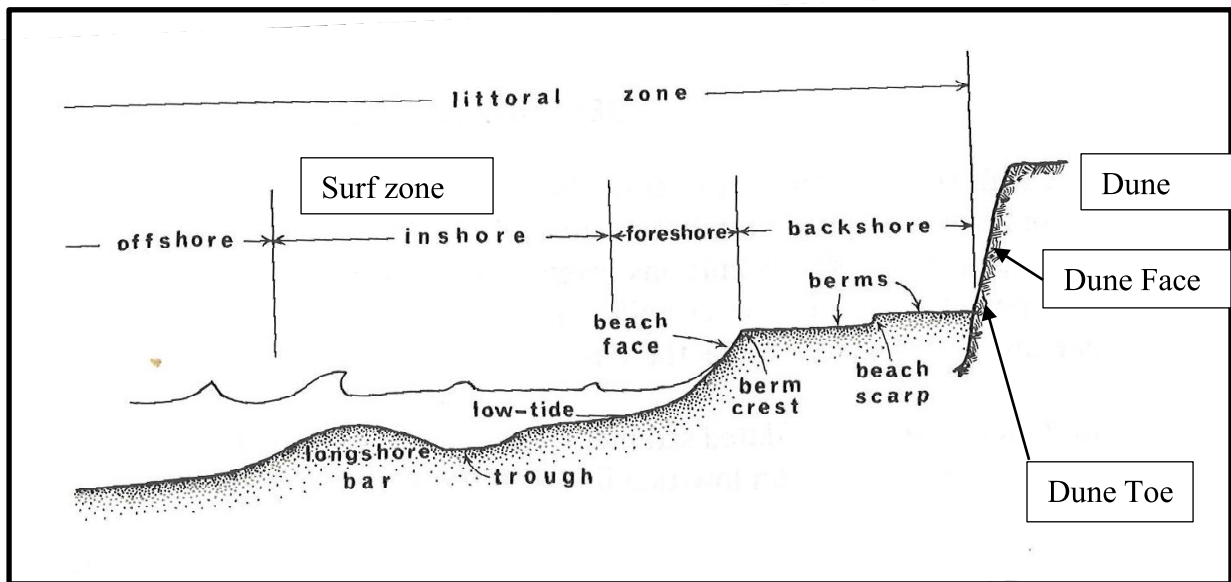 littoral zone
Surf zone
Dune
offshore
inshore
foreshore
backshore
Dune Face
berms
beach
face
berm
crest
beach
scarp
low-tide
longshore
bar
trough
Dune Toe